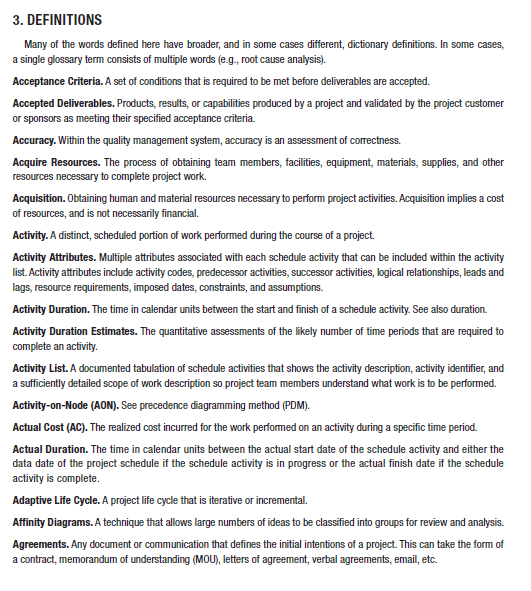 3. DEFINITIONS
Many of the words defined here have broader, and in some cases different, dictionary definitions. In some cases,
a single glossary term consists of multiple words (e.g., root cause analysis).
Acceptance Criteria. A set of conditions that is required to be met before deliverables are accepted.
Accepted Deliverables. Products, results, or capabilities produced by a project and validated by the project customer
or sponsors as meeting their specified acceptance criteria.
Accuracy. Within the quality management system, accuracy is an assessment of correctness.
Acquire Resources. The process of obtaining team members, facilities, equipment, materials, supplies, and other
resources necessary to complete project work.
Acquisition. Obtaining human and material resources necessary to perform project activities. Acquisition implies a cost
of resources, and is not necessarily financial.
Activity. A distinct, scheduled portion of work performed during the course of a project.
Activity Attributes. Multiple attributes associated with each schedule activity that can be included within the activity
list. Activity attributes include activity codes, predecessor activities, successor activities, logical relationships, leads and
lags, resource requirements, imposed dates, constraints, and assumptions.
Activity Duration. The time in calendar units between the start and finish of a schedule activity. See also duration.
Activity Duration Estimates. The quantitative assessments of the likely number of time periods that are required to
complete an activity.
Activity List. A documented tabulation of schedule activities that shows the activity description, activity identifier, and
a sufficiently detailed scope of work description so project team members understand what work is to be performed.
Activity-on-Node (AON). See precedence diagramming method (PDM).
Actual Cost (AC). The realized cost incurred for the work performed on an activity during a specific time period.
Actual Duration. The time in calendar units between the actual start date of the schedule activity and either the
data date of the project schedule if the schedule activity is in progress or the actual finish date if the schedule
activity is complete.
Adaptive Life Cycle. A project life cycle that is iterative or incremental.
Affinity Diagrams. A technique that allows large numbers of ideas to be classified into groups for review and analysis.
Agreements. Any document or communication that defines the initial intentions of a project. This can take the form of
a contract, memorandum of understanding (MOU), letters of agreement, verbal agreements, email, etc.